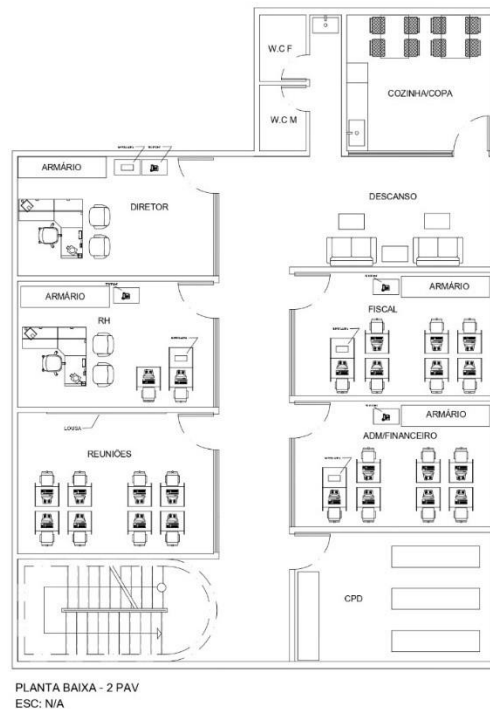 W.C F
W.C M
COZINHA/COPA
ARMÁRIO
DIRETOR
DESCANSO
ARMÁRIO
RH
ARMÁRIO
FISCAL
LOUSA
REUNIÕES
ARMÁRIO
ADM/FINANCEIRO
CPD
PLANTA BAIXA - 2 PAV
ESC: N/A